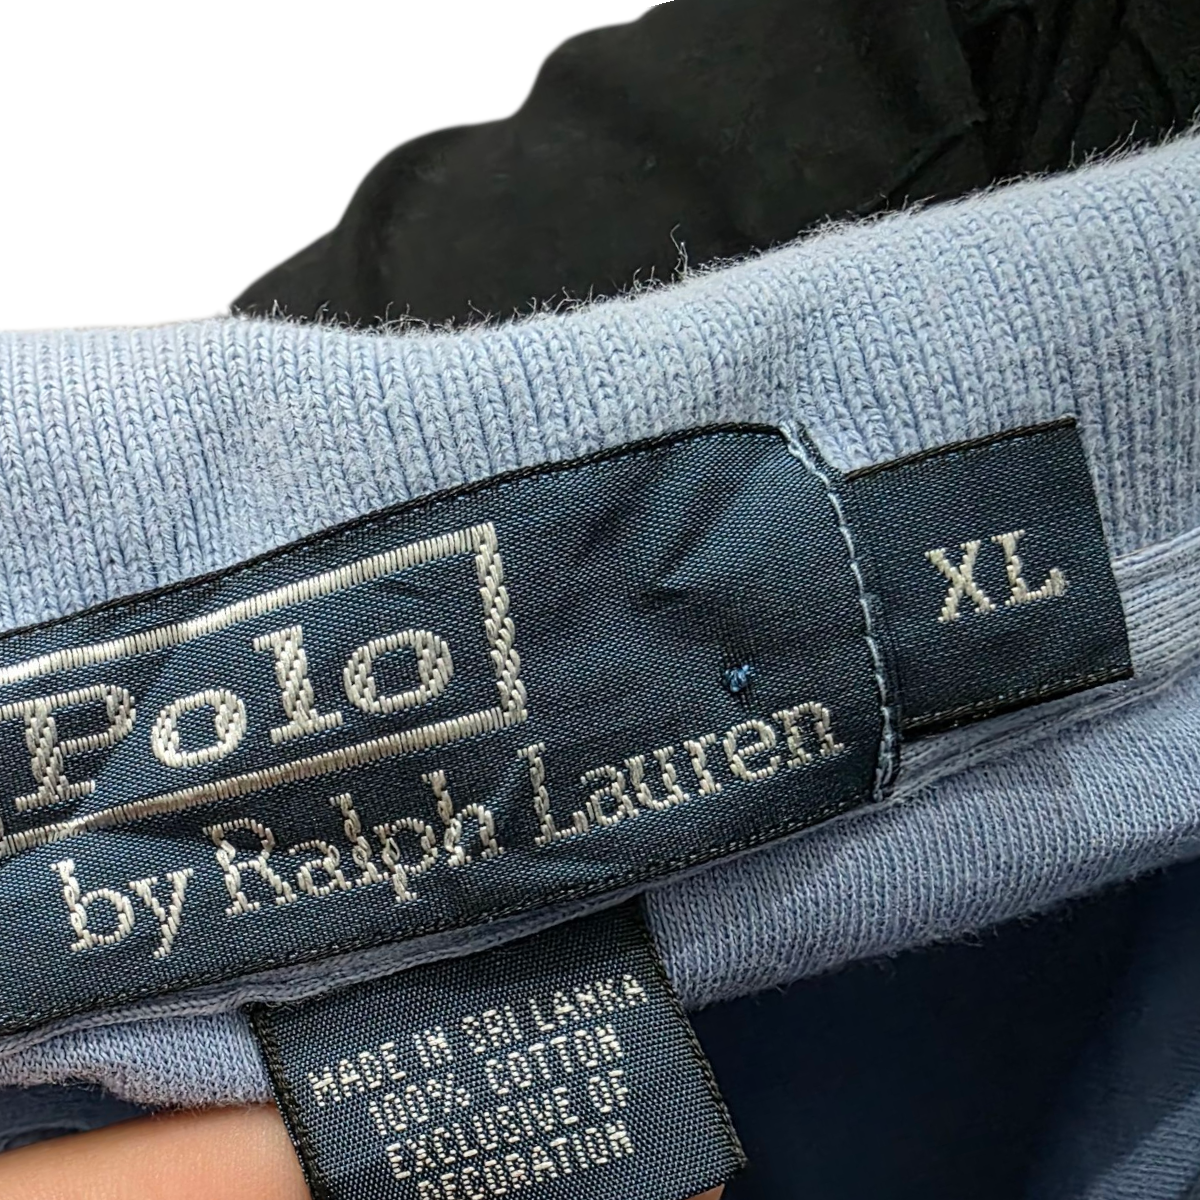 Polo
by Ralph Lauren
XL
MADE IN SRI LANKA
100% COTTON
EXCLUSIVE OF
DECORATION